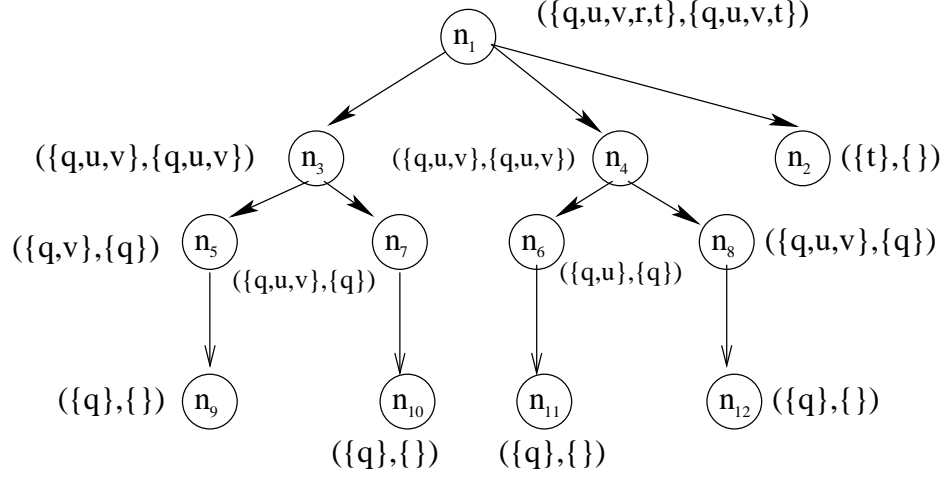 ({q,u,v,r,t},{q,u,v,t})
n1
({q,u,v},{q,u,v})
n3
({q,u,v},{q,u,v})
n4
n2
({t},{})
({q,v},{q})
n5
({q,u,v},{q})
n7
n6
({q,u},{q})
n8
({q,u,v},{q})
({q},{})
n9
n10
({q},{})
n11
({q},{})
n12
({q},{})